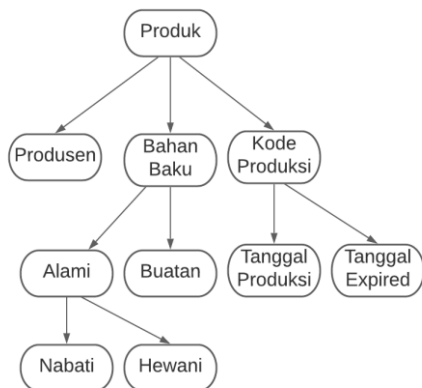 Produk
Produsen
Bahan
Baku
Kode
Produksi
Alami
Buatan
Tanggal
Produksi
Tanggal
Expired
Nabati
Hewani